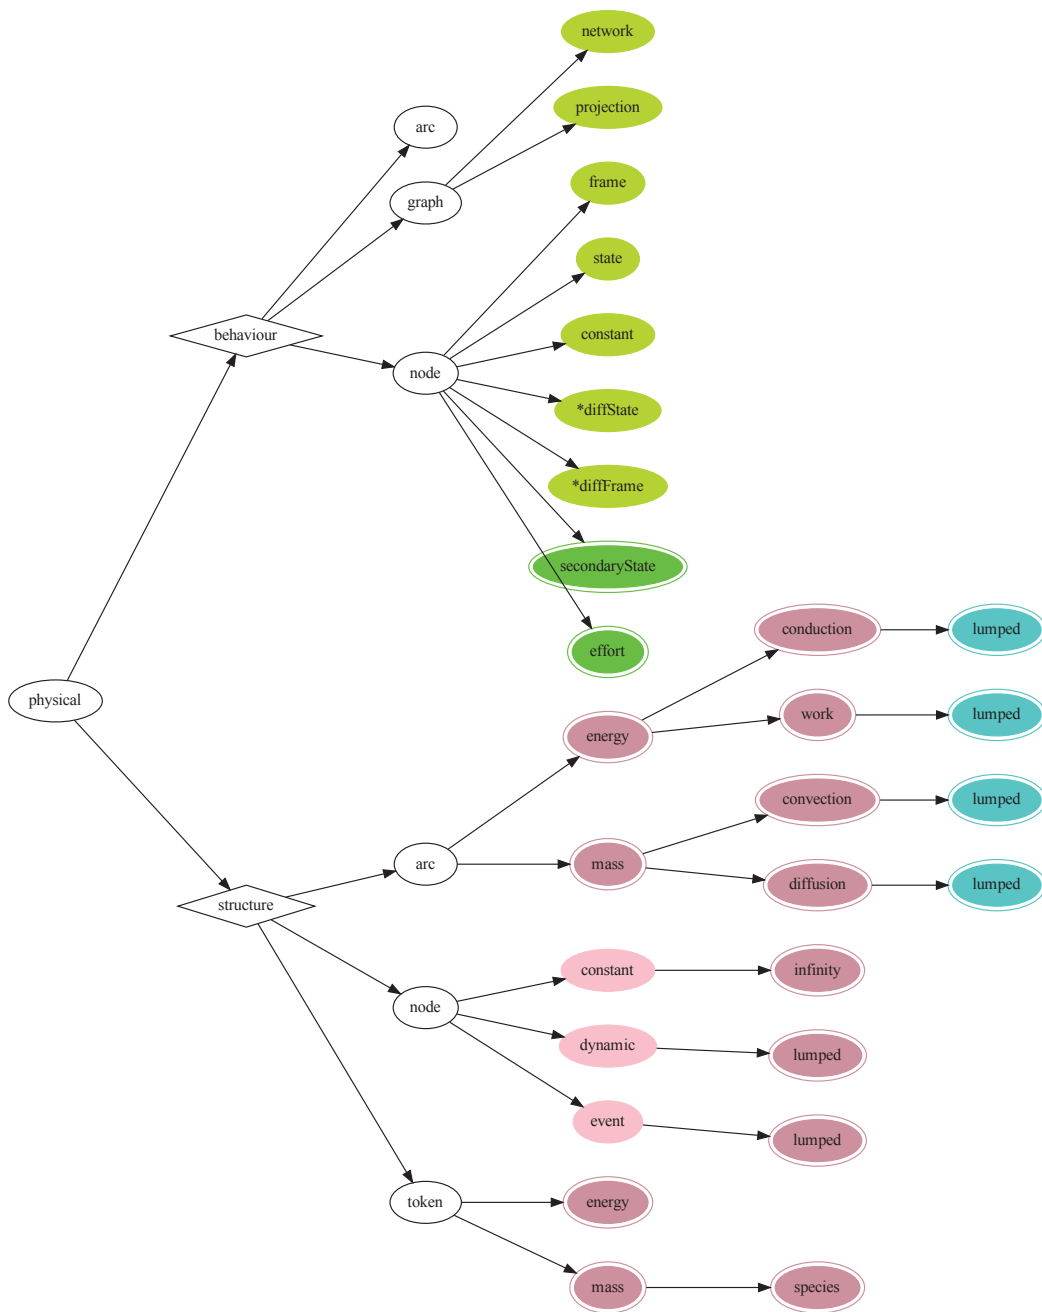 network
arc
projection
graph
frame
state
behaviour
constant
node
*diffState
*diffFrame
secondaryState
conduction
lumped
effort
physical
work
lumped
energy
convection
lumped
arc
mass
diffusion
lumped
structure
constant
infinity
node
dynamic
lumped
event
lumped
token
energy
mass
species